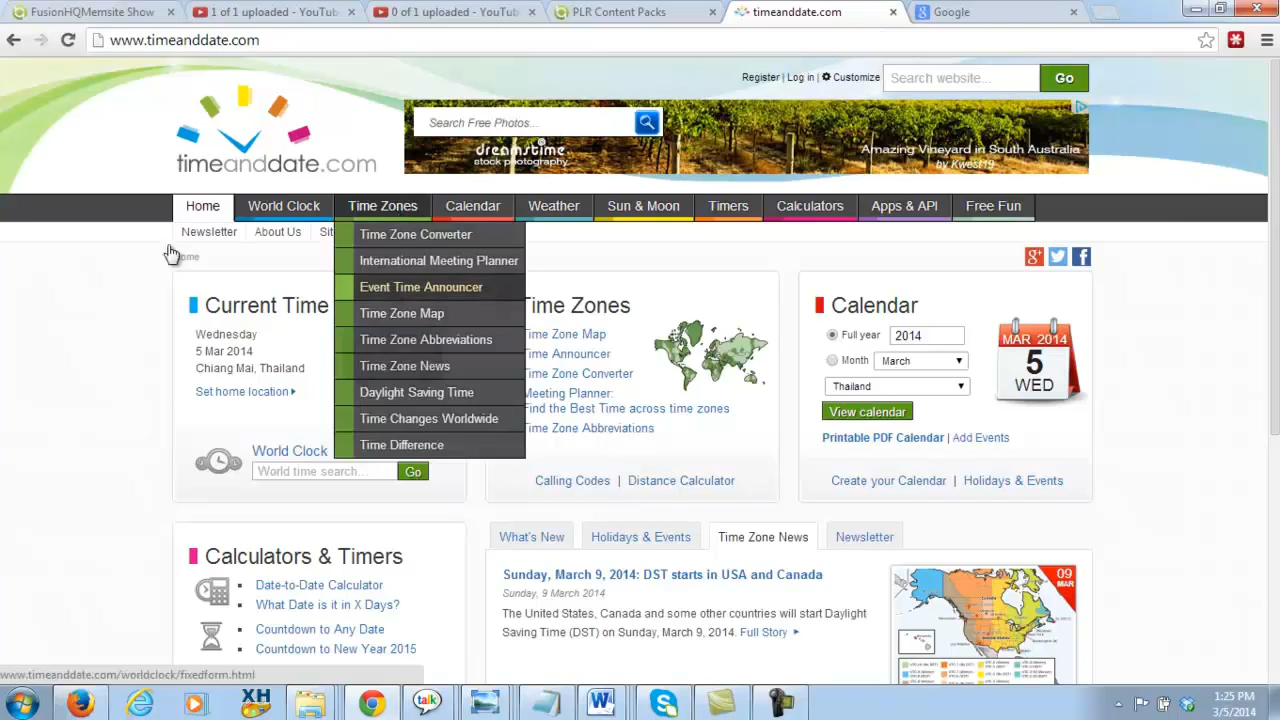 FusionHQMemsite Show
1 of 1 uploaded - YouTub
0 of 1 uploaded - YouTub
PLR Content Packs
timeanddate.com
Google
www.timeanddate.com
Register | Log in | Customize
Search website...
Go
timeanddate.com
Search Free Photos...
dreamstime
stock photography
Amazing Vineyard in South Australia
by Kwest19
Home
World Clock
Time Zones
Calendar
Weather
Sun & Moon
Timers
Calculators
Apps & API
Free Fun
Newsletter
About Us
Sit
Time Zone Converter
International Meeting Planner
Event Time Announcer
Time Zone Map
Time Zone Abbreviations
Time Zone News
Daylight Saving Time
Time Changes Worldwide
Time Difference
ome
Current Time
Wednesday
5 Mar 2014
Chiang Mai, Thailand
Set home location
World Clock
World time search...
Go
Time Zones
Time Zone Map
Time Announcer
Time Zone Converter
Meeting Planner:
Find the Best Time across time zones
Time Zone Abbreviations
Calling Codes | Distance Calculator
Calendar
Full year
2014
Month
March
Thailand
View calendar
Printable PDF Calendar | Add Events
MAR 2014
5
WED
Create your Calendar | Holidays & Events
Calculators & Timers
Date-to-Date Calculator
What Date is it in X Days?
Countdown to Any Date
Countdown to New Year 2015
What's New
Holidays & Events
Time Zone News
Newsletter
Sunday, March 9, 2014: DST starts in USA and Canada
Sunday, 9 March 2014
The United States, Canada and some other countries will start Daylight
Saving Time (DST) on Sunday, March 9, 2014. Full Story
09
MAR
www.timeanddate.com/worldclock/fixedform.html
XH
talk
1:25 PM
3/5/2014